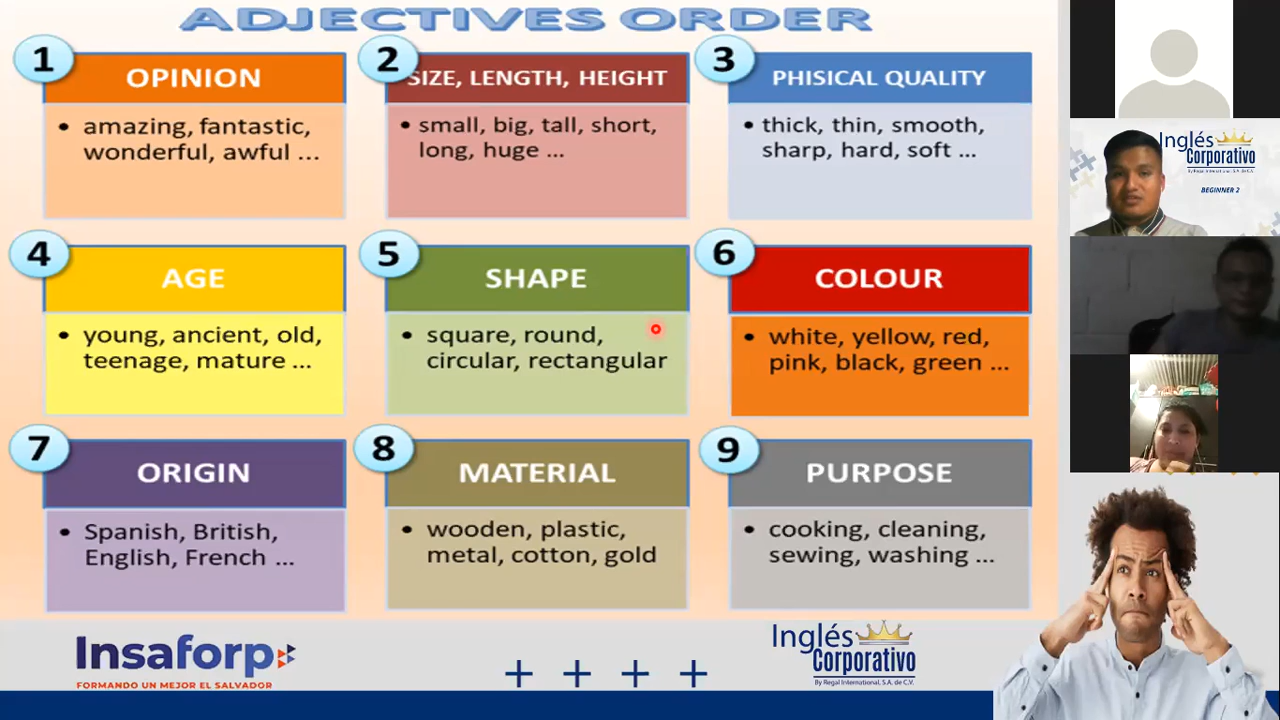 ADJECTIVES ORDER
1
OPINION
• amazing, fantastic,
wonderful, awful ...
2
SIZE, LENGTH, HEIGHT
• small, big, tall, short,
long, huge ...
3
PHISICAL QUALITY
• thick, thin, smooth,
sharp, hard, soft ...
4
AGE
• young, ancient, old,
teenage, mature ...
5
SHAPE
• square, round,
circular, rectangular
6
COLOUR
• white, yellow, red,
pink, black, green ...
7
ORIGIN
• Spanish, British,
English, French ...
8
MATERIAL
• wooden, plastic,
metal, cotton, gold
9
PURPOSE
• cooking, cleaning,
sewing, washing ...
Insaforp
FORMANDO UN MEJOR EL SALVADOR
Inglés
Corporativo
By Regal International, S.A. de C.V.
Inglés
Corporativo
By Regal International, S.A. de C.V.
BEGINNER 2